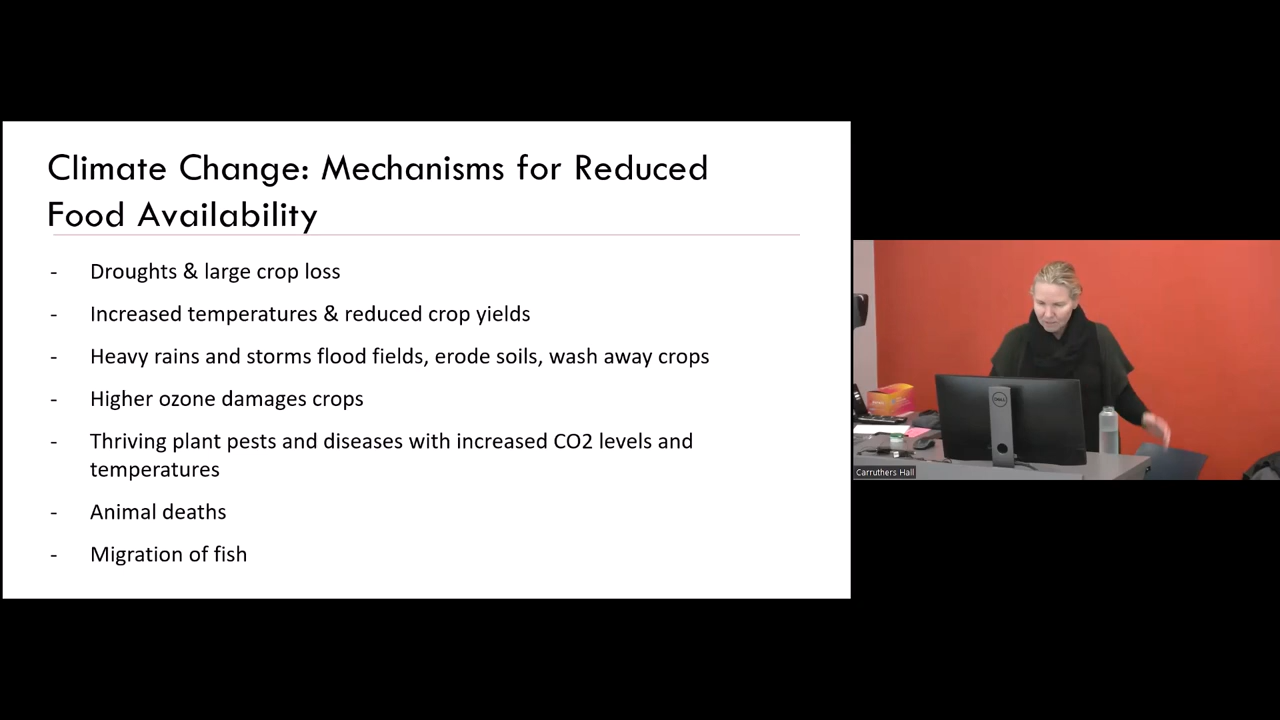 Climate Change: Mechanisms for Reduced
Food Availability
- Droughts & large crop loss
- Increased temperatures & reduced crop yields
- Heavy rains and storms flood fields, erode soils, wash away crops
- Higher ozone damages crops
- Thriving plant pests and diseases with increased CO2 levels and
temperatures
- Animal deaths
- Migration of fish
DELL
Carruthers Hall